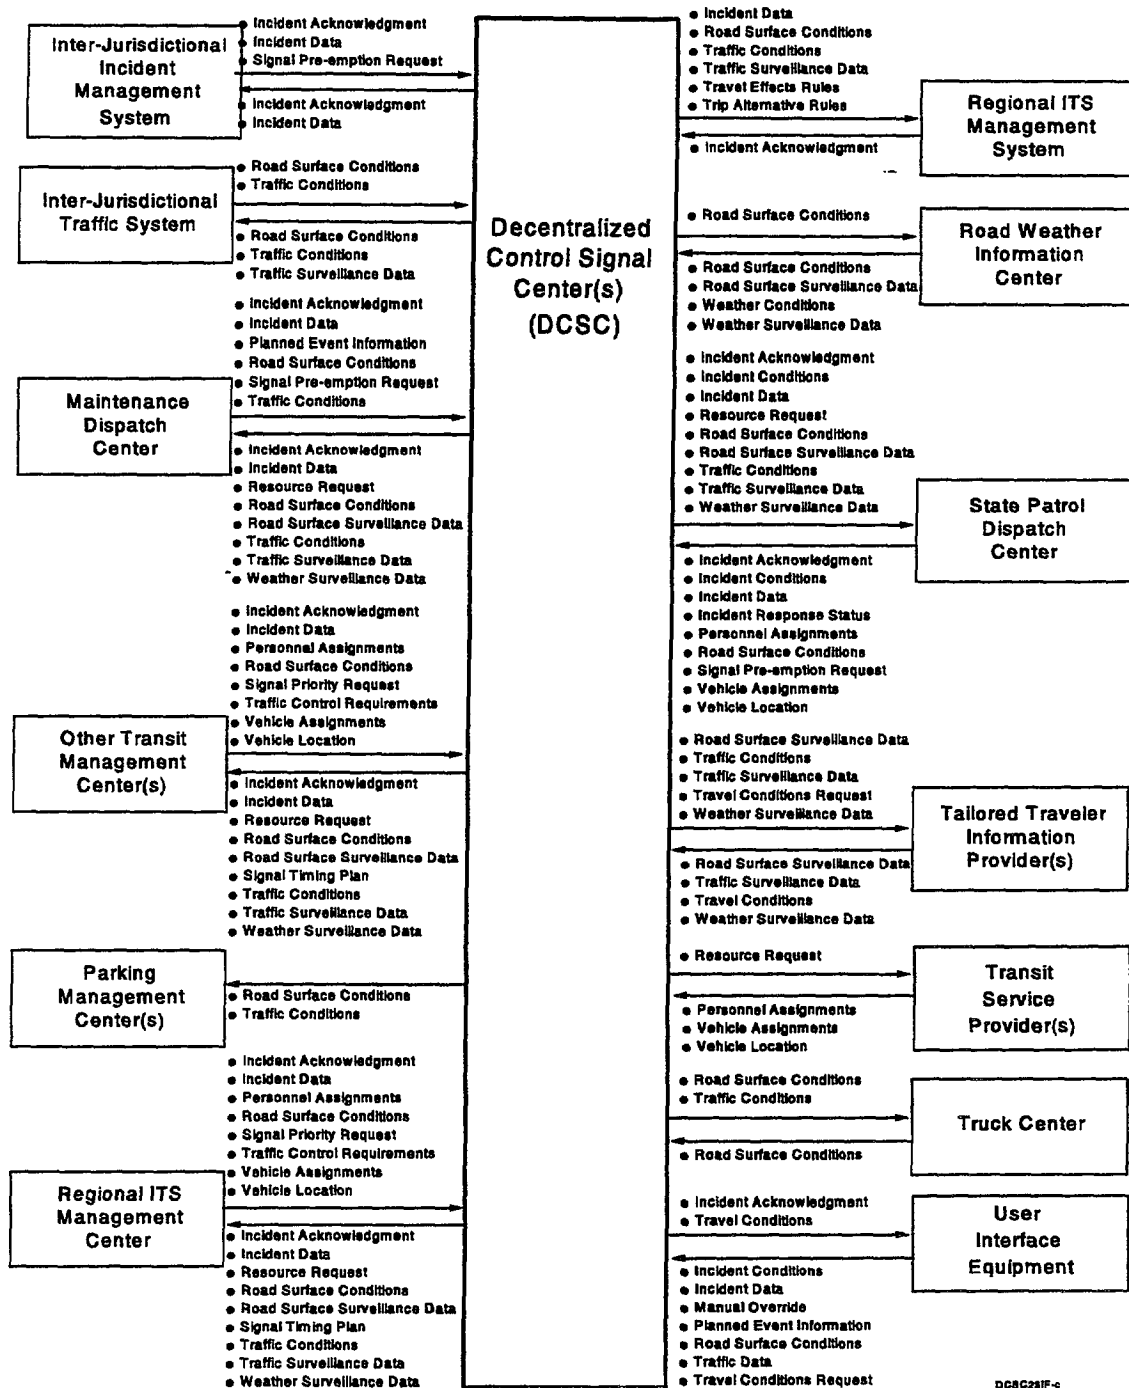 Inter-Jurisdictional
Incident
Management
System
• Incident Acknowledgment
• Incident Data
• Signal Pre-emption Request
• Incident Acknowledgment
• Incident Data
Inter-Jurisdictional
Traffic System
• Road Surface Conditions
• Traffic Conditions
• Road Surface Conditions
• Traffic Conditions
• Traffic Surveillance Data
Maintenance
Dispatch
Center
• Incident Acknowledgment
• Incident Data
• Planned Event Information
• Road Surface Conditions
• Signal Pre-emption Request
• Traffic Conditions
• Incident Acknowledgment
• Incident Data
• Resource Request
• Road Surface Conditions
• Road Surface Surveillance Data
• Traffic Conditions
• Traffic Surveillance Data
• Weather Surveillance Data
Other Transit
Management
Center(s)
• Incident Acknowledgment
• Incident Data
• Personnel Assignments
• Road Surface Conditions
• Signal Priority Request
• Traffic Control Requirements
• Vehicle Assignments
• Vehicle Location
• Incident Acknowledgment
• Incident Data
• Resource Request
• Road Surface Conditions
• Road Surface Surveillance Data
• Signal Timing Plan
• Traffic Conditions
• Traffic Surveillance Data
• Weather Surveillance Data
Parking
Management
Center(s)
• Road Surface Conditions
• Traffic Conditions
Regional ITS
Management
Center
• Incident Acknowledgment
• Incident Data
• Personnel Assignments
• Road Surface Conditions
• Signal Priority Request
• Traffic Control Requirements
• Vehicle Assignments
• Vehicle Location
• Incident Acknowledgment
• Incident Data
• Resource Request
• Road Surface Conditions
• Road Surface Surveillance Data
• Signal Timing Plan
• Traffic Conditions
• Traffic Surveillance Data
• Weather Surveillance Data
Decentralized
Control Signal
Center(s)
(DCSC)
• Incident Data
• Road Surface Conditions
• Traffic Conditions
• Traffic Surveillance Data
• Travel Effects Rules
• Trip Alternative Rules
• Incident Acknowledgment
Regional ITS
Management
System
• Road Surface Conditions
• Road Surface Conditions
• Road Surface Surveillance Data
• Weather Conditions
• Weather Surveillance Data
Road Weather
Information
Center
• Incident Acknowledgment
• Incident Conditions
• Incident Data
• Resource Request
• Road Surface Conditions
• Road Surface Surveillance Data
• Traffic Conditions
• Traffic Surveillance Data
• Weather Surveillance Data
• Incident Acknowledgment
• Incident Conditions
• Incident Data
• Incident Response Status
• Personnel Assignments
• Road Surface Conditions
• Signal Pre-emption Request
• Vehicle Assignments
• Vehicle Location
State Patrol
Dispatch
Center
• Road Surface Surveillance Data
• Traffic Conditions
• Traffic Surveillance Data
• Travel Conditions Request
• Weather Surveillance Data
• Road Surface Surveillance Data
• Traffic Surveillance Data
• Travel Conditions
• Weather Surveillance Data
Tailored Traveler
Information
Provider(s)
• Resource Request
• Personnel Assignments
• Vehicle Assignments
• Vehicle Location
Transit
Service
Provider(s)
• Road Surface Conditions
• Traffic Conditions
• Road Surface Conditions
Truck Center
• Incident Acknowledgment
• Travel Conditions
• Incident Conditions
• Incident Data
• Manual Override
• Planned Event Information
• Road Surface Conditions
• Traffic Data
• Travel Conditions Request
User
Interface
Equipment
DCSC2SIF-c